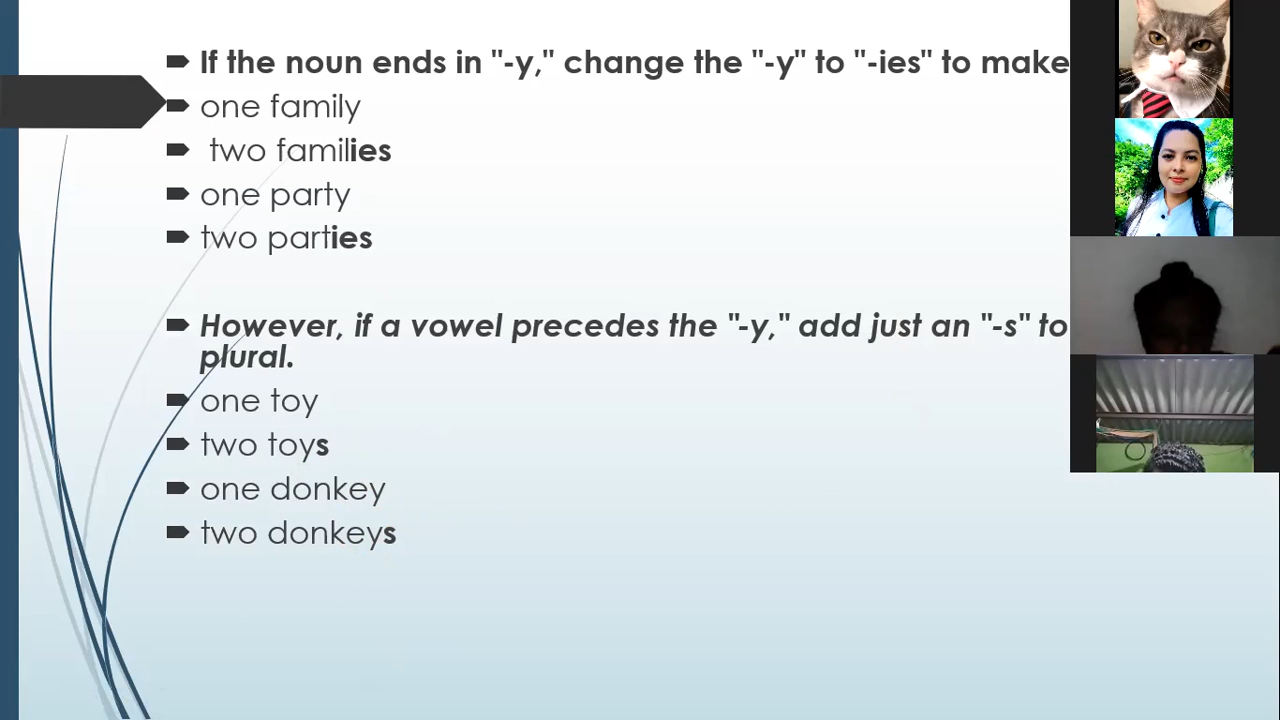 If the noun ends in "-y," change the "-y" to "-ies" to make
one family
two families
one party
two parties
However, if a vowel precedes the "-y," add just an "-s" to
plural.
one toy
two toys
one donkey
two donkeys